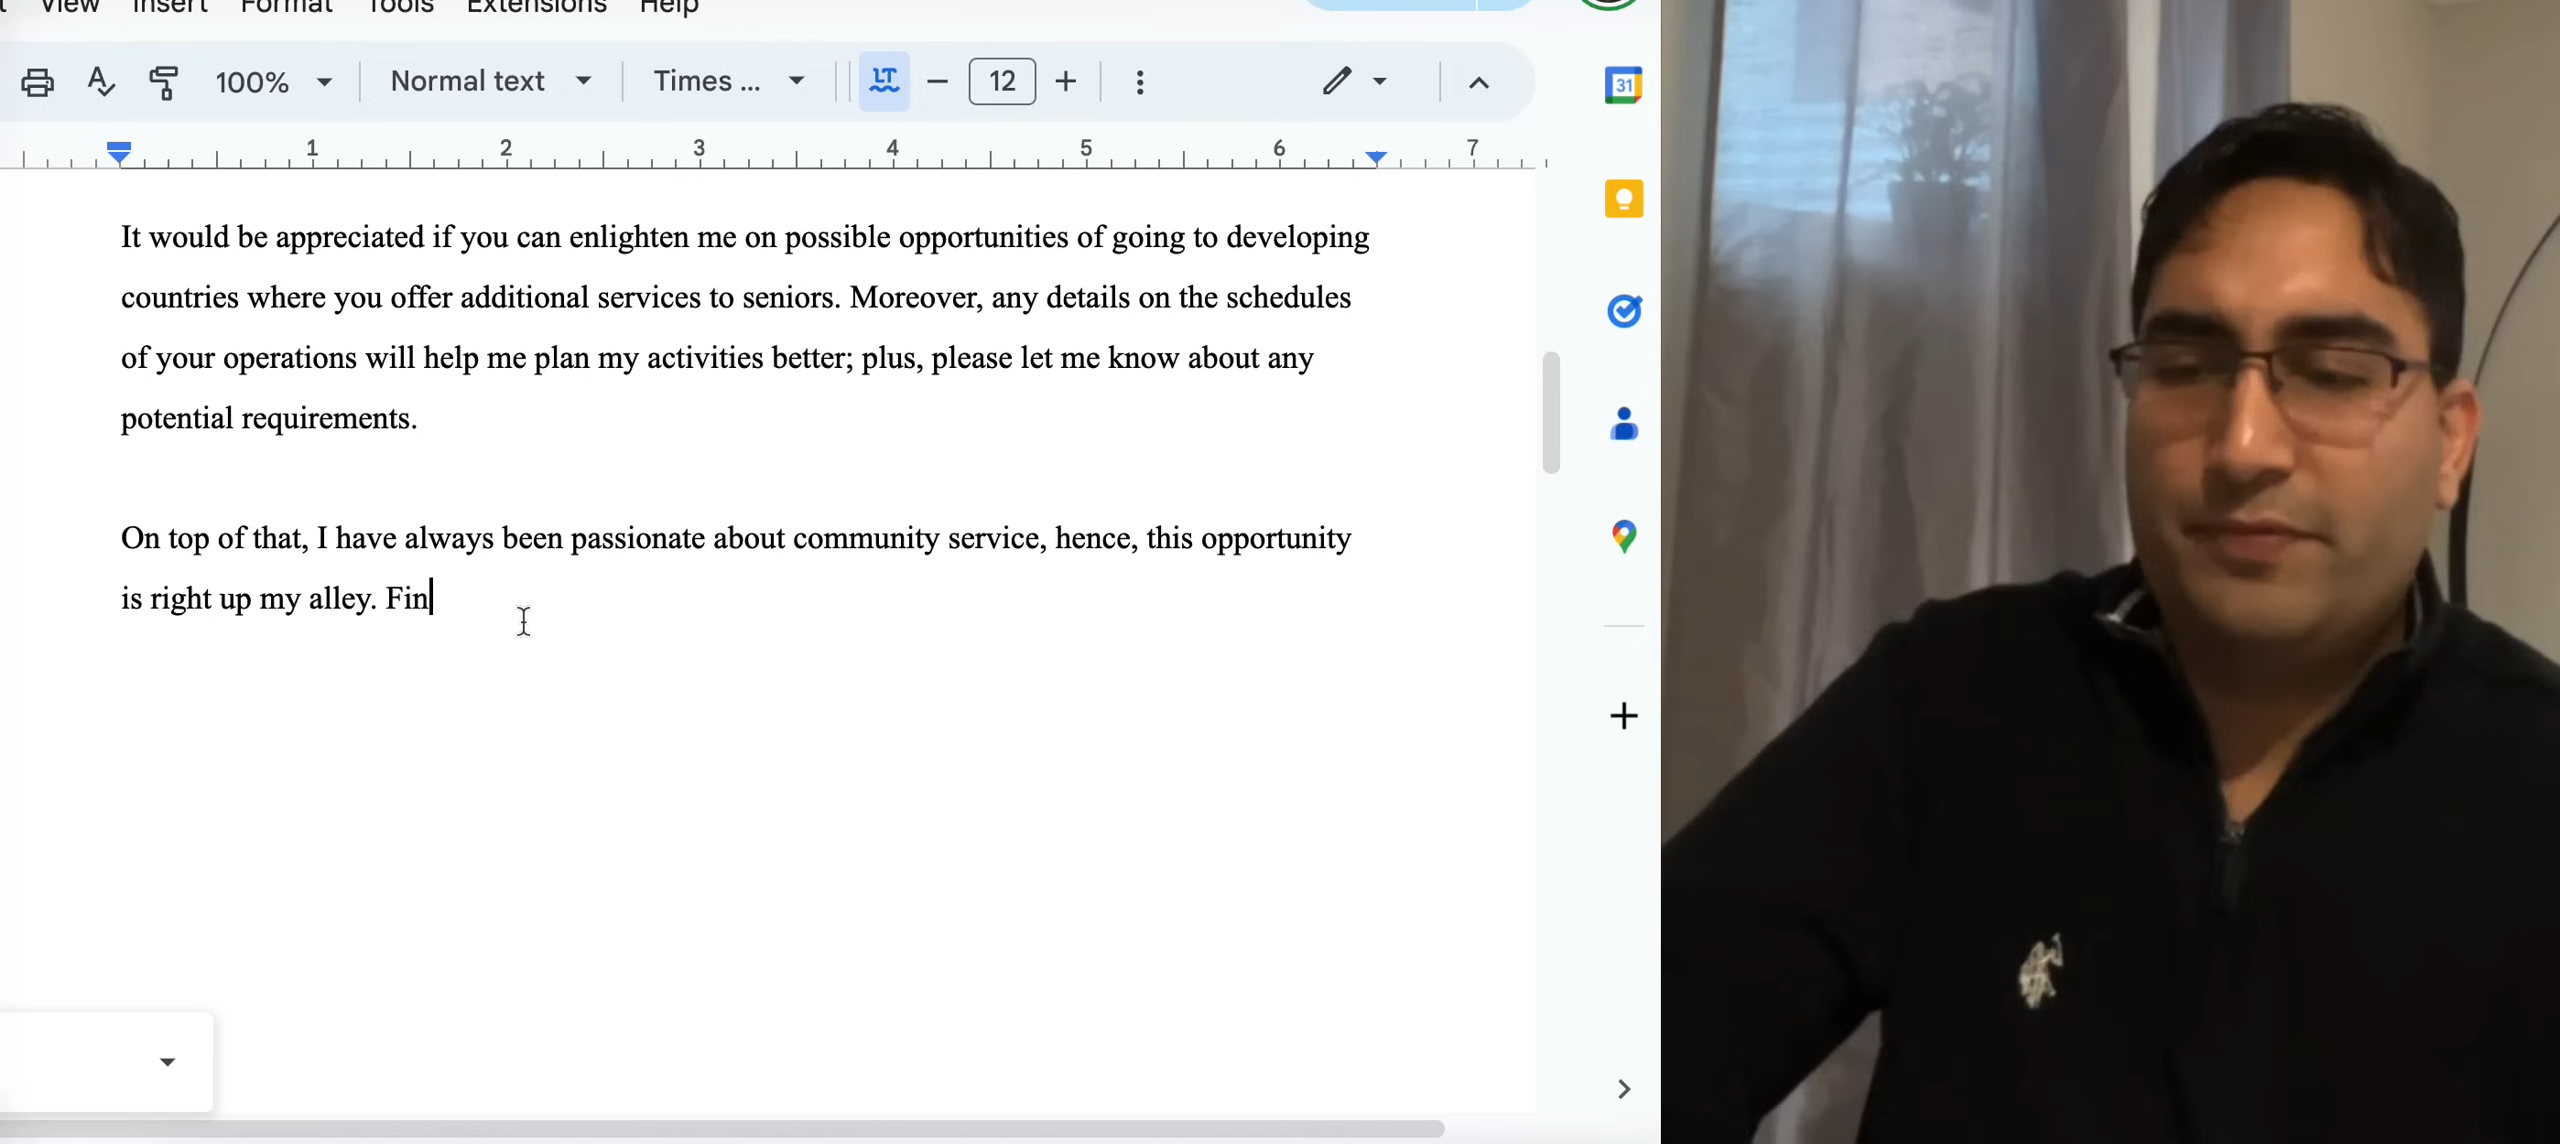 View Insert Format Tools Extensions Help
100% Normal text Times ... LT 12
31
1 2 3 4 5 6 7
It would be appreciated if you can enlighten me on possible opportunities of going to developing
countries where you offer additional services to seniors. Moreover, any details on the schedules
of your operations will help me plan my activities better; plus, please let me know about any
potential requirements.
On top of that, I have always been passionate about community service, hence, this opportunity
is right up my alley. Fin